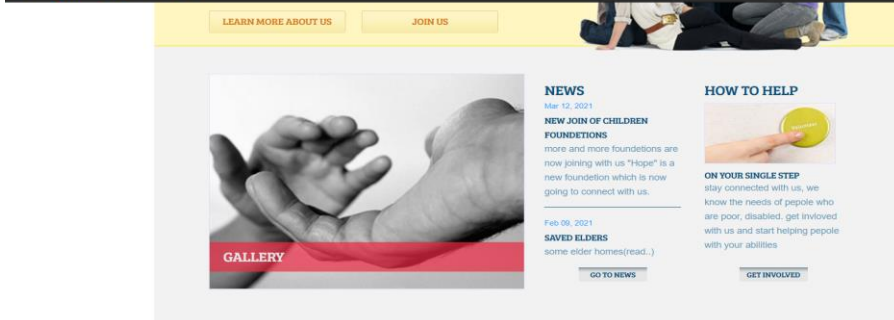 LEARN MORE ABOUT US
JOIN US
GALLERY
NEWS
Mar 12, 2021
NEW JOIN OF CHILDREN
FOUNDETIONS
more and more foundetions are
now joining with us "Hope" is a
new foundetion which is now
going to connect with us.
Feb 09, 2021
SAVED ELDERS
some elder homes(read..)
GO TO NEWS
HOW TO HELP
ON YOUR SINGLE STEP
stay connected with us, we
know the needs of pepole who
are poor, disabled. get invloved
with us and start helping pepole
with your abilities
GET INVOLVED